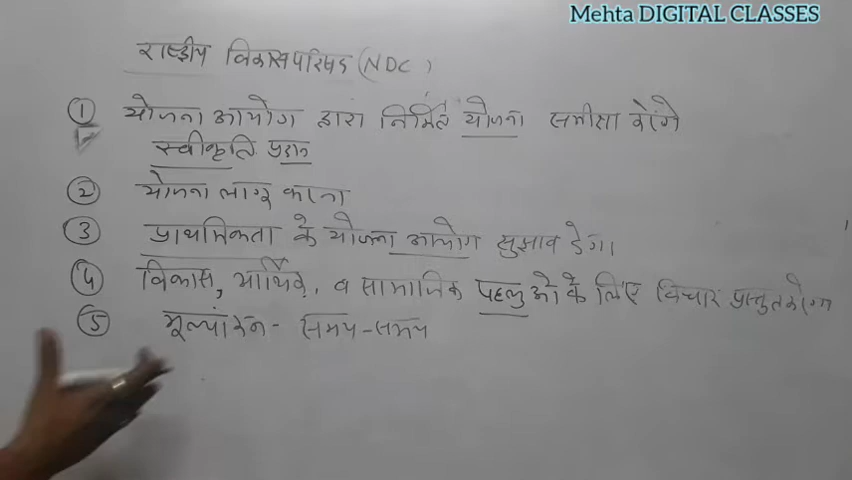 Mehta DIGITAL CLASSES
राष्ट्रीय विकास परिषद (NDC)
① योजना आयोग द्वारा निर्मित योजना समीक्षा करेंगे
स्वीकृति प्रदान
② योजना लागू करना
③ प्राथमिकता के योजना आयोग सुझाव देगा।
④ विकास, आर्थिक, व सामाजिक पहलुओ के लिए विचार प्रस्तुत करेगा
⑤ मूल्यांकन - समय-समय